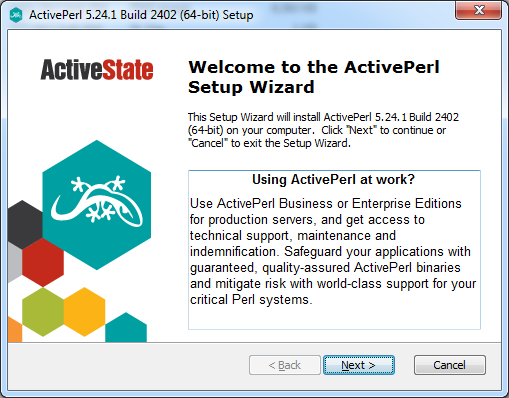 ActivePerl 5.24.1 Build 2402 (64-bit) Setup
ActiveState
Welcome to the ActivePerl
Setup Wizard
This Setup Wizard will install ActivePerl 5.24.1 Build 2402
(64-bit) on your computer. Click "Next" to continue or
"Cancel" to exit the Setup Wizard.
Using ActivePerl at work?
Use ActivePerl Business or Enterprise Editions
for production servers, and get access to
technical support, maintenance and
indemnification. Safeguard your applications with
guaranteed, quality-assured ActivePerl binaries
and mitigate risk with world-class support for your
critical Perl systems.
< Back Next > Cancel